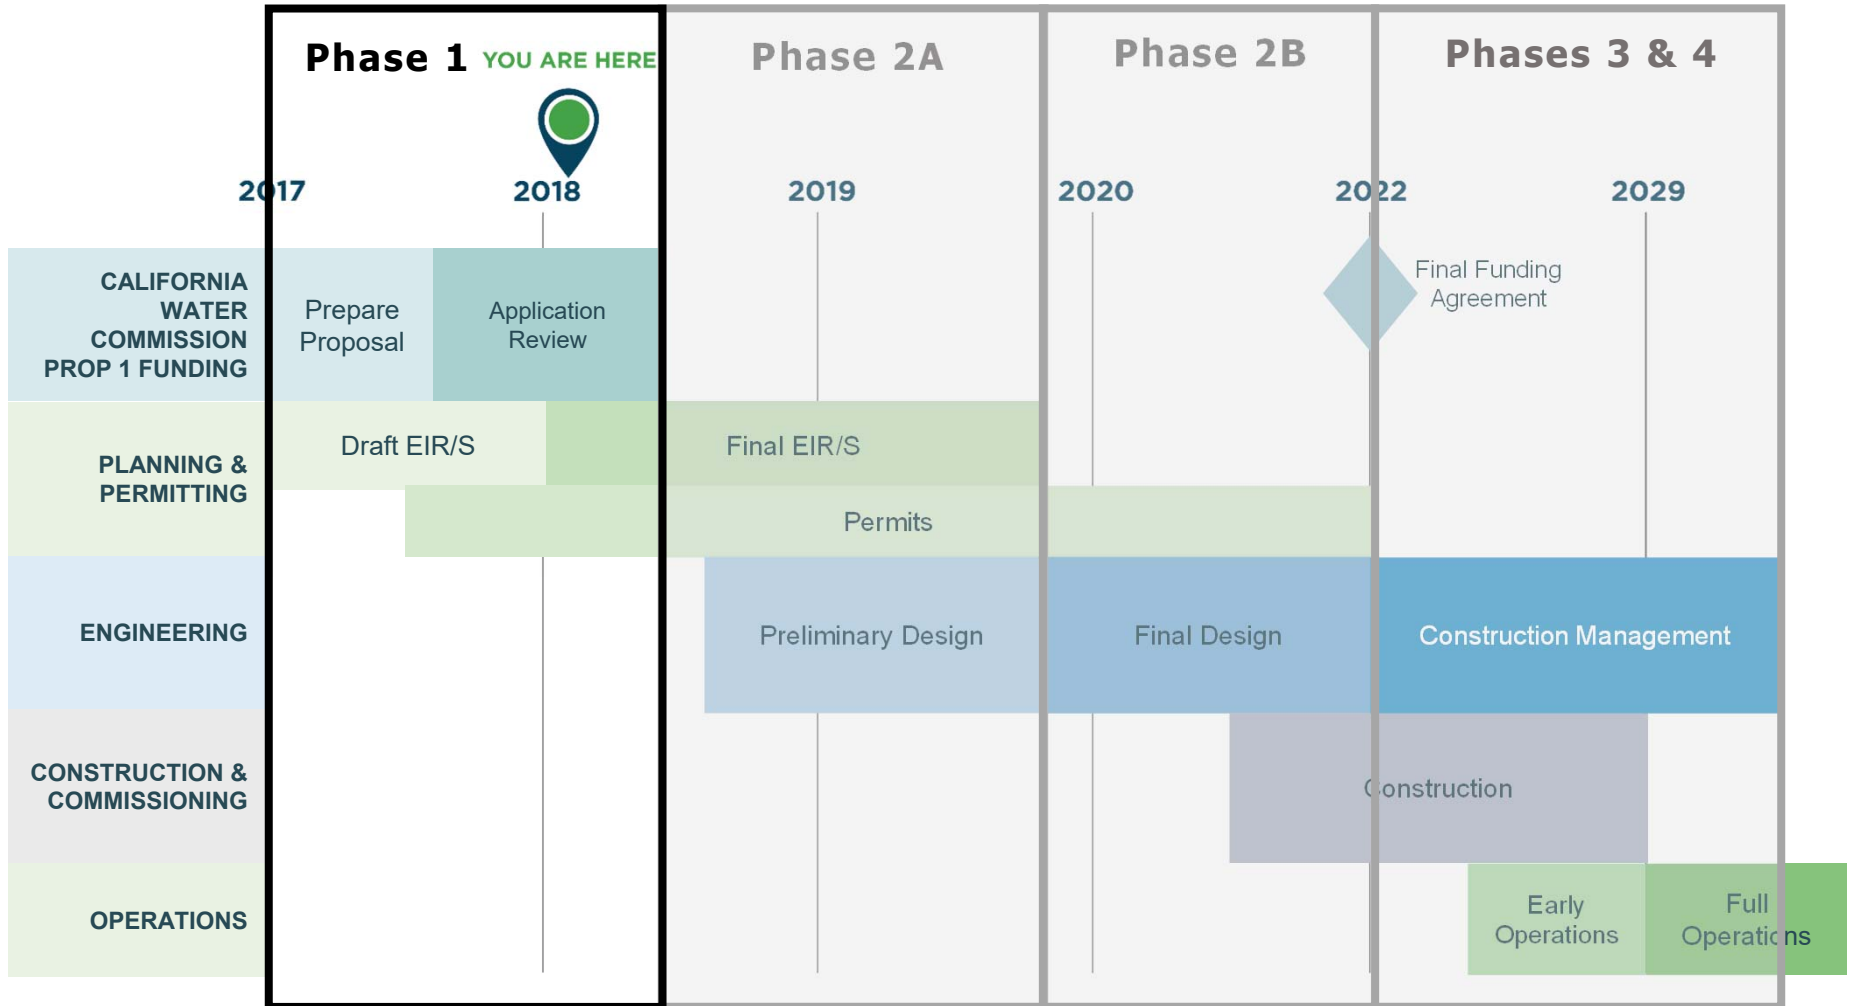 Phase 1 YOU ARE HERE
Phase 2A
Phase 2B
Phases 3 & 4
2017
2018
2019
2020
2022
2029
CALIFORNIA
WATER
COMMISSION
PROP 1 FUNDING
Prepare
Proposal
Application
Review
Final Funding
Agreement
PLANNING &
PERMITTING
Draft EIR/S
Final EIR/S
Permits
ENGINEERING
Preliminary Design
Final Design
Construction Management
CONSTRUCTION &
COMMISSIONING
Construction
OPERATIONS
Early
Operations
Full
Operations